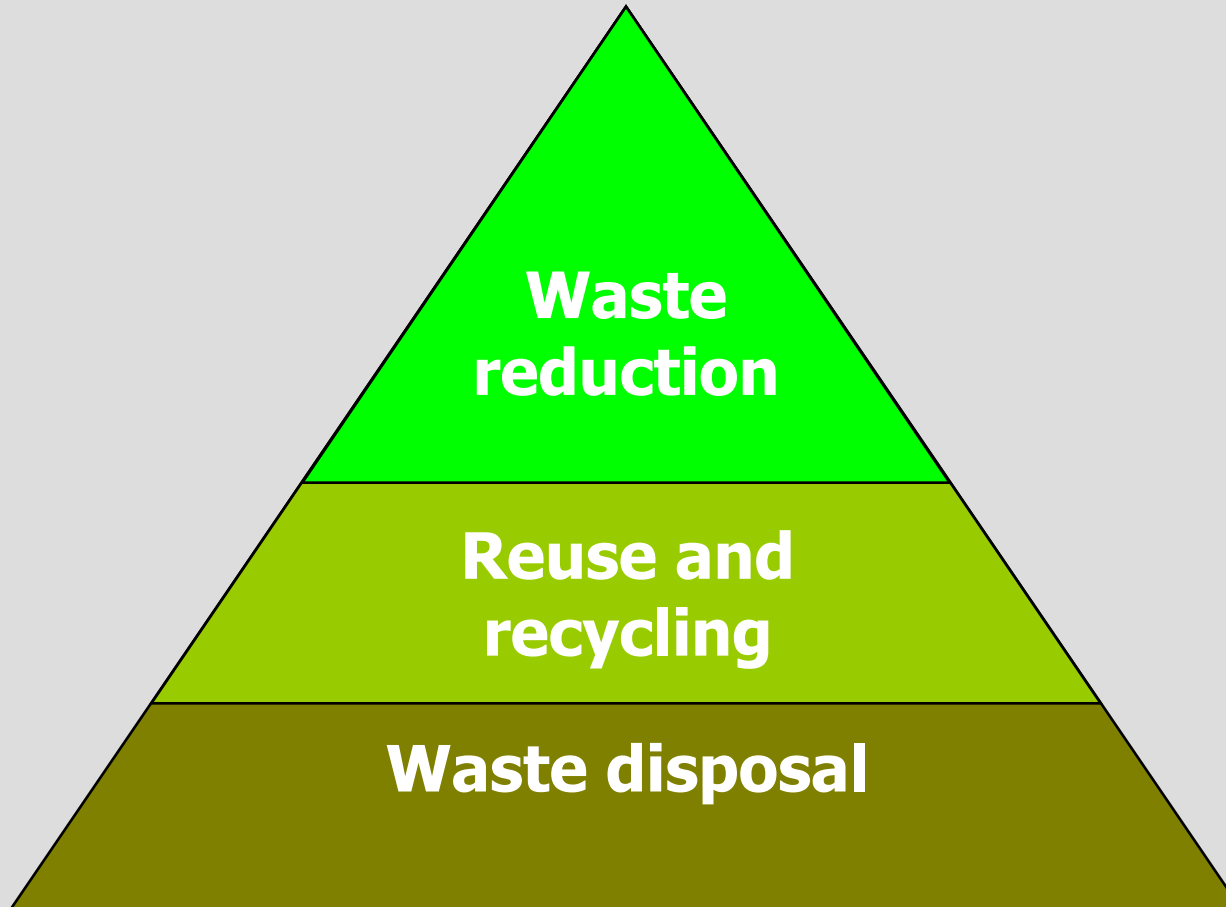 Waste
reduction
Reuse and
recycling
Waste disposal